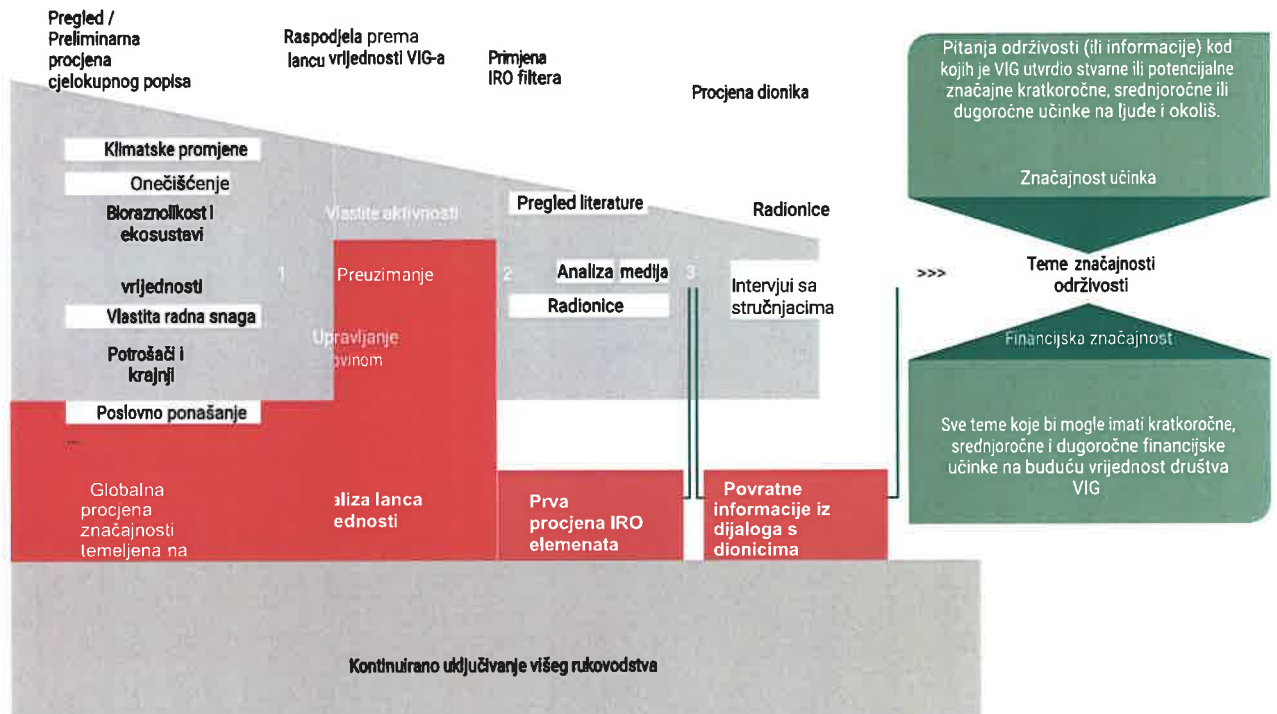 Pregled /
Preliminarna
procjena
cjelokupnog popisa
Raspodjela prema
lancu vrijednosti VIG-a
Primjena
IRO filtera
Procjena dionika
Klimatske promjene
Onečišćenje
Bioraznolikost i
ekosustavi
vrijednosti
Vlastita radna snaga
Potrošači i
krajnji
Poslovno ponašanje
...
Globalna
procjena
značajnosti
temeljena na
1
Vlastite aktivnosti
Preuzimanje
Upravljanje
ovinom
aliza lanca
ednosti
2
Pregled literature
Analiza medija
Radionice
Prva
procjena IRO
elemenata
3
Radionice
Intervjui sa
stručnjacima
Povratne
informacije iz
dijaloga s
dionicima
>>>
Pitanja održivosti (ili informacije) kod
kojih je VIG utvrdio stvarne ili potencijalne
značajne kratkoročne, srednjoročne ili
dugoročne učinke na ljude i okoliš.
Značajnost učinka
Teme značajnosti
održivosti
Financijska značajnost
Sve teme koje bi mogle imati kratkoročne,
srednjoročne i dugoročne financijske
učinke na buduću vrijednost društva
VIG
Kontinuirano uključivanje višeg rukovodstva